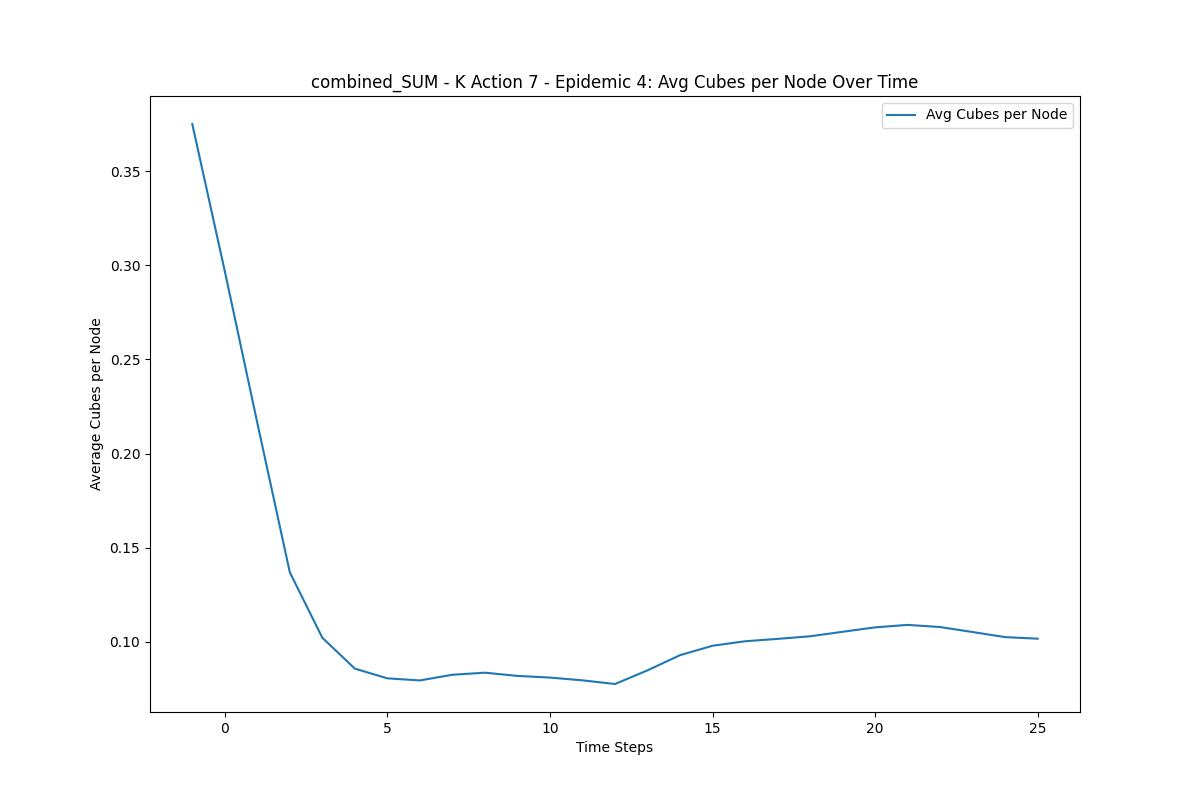 combined_SUM - K Action 7 - Epidemic 4: Avg Cubes per Node Over Time
Avg Cubes per Node
0.35
0.30
0.25
0.20
0.15
0.10
Average Cubes per Node
0 5 10 15 20 25
Time Steps